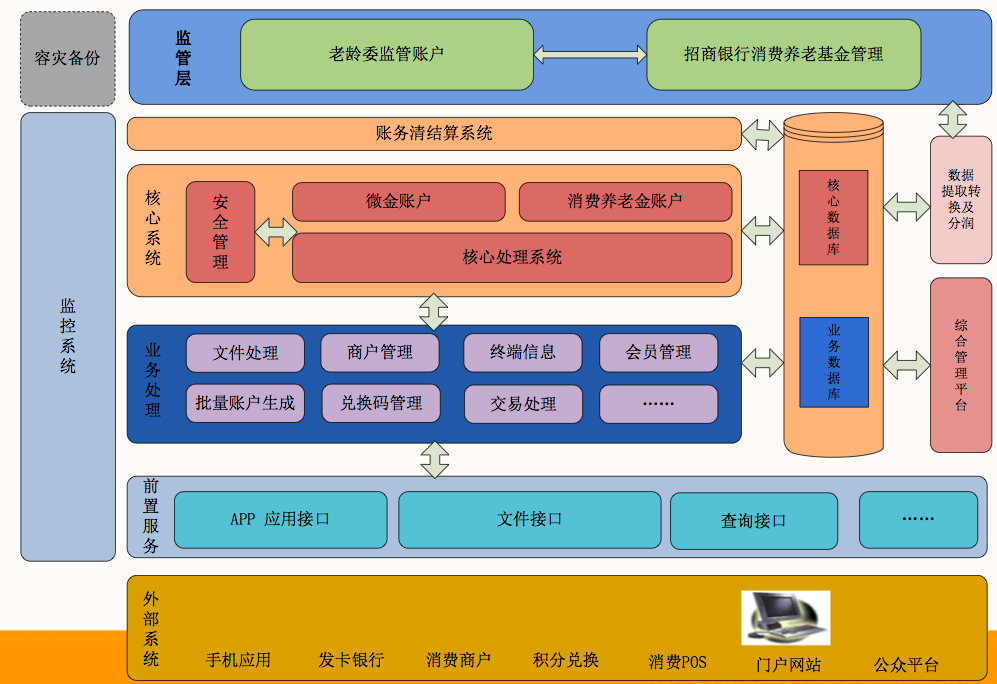 容灾备份
监管层
老龄委监管账户
招商银行消费养老基金管理
监控系统
账务清结算系统
核心系统
安全管理
微金账户
消费养老金账户
核心处理系统
核心数据库
数据
提取转
换及
分润
业务处理
文件处理
商户管理
终端信息
会员管理
批量账户生成
兑换码管理
交易处理
……
业务数据库
综合管理平台
前置服务
APP 应用接口
文件接口
查询接口
……
外部系统
手机应用
发卡银行
消费商户
积分兑换
消费POS
门户网站
公众平台